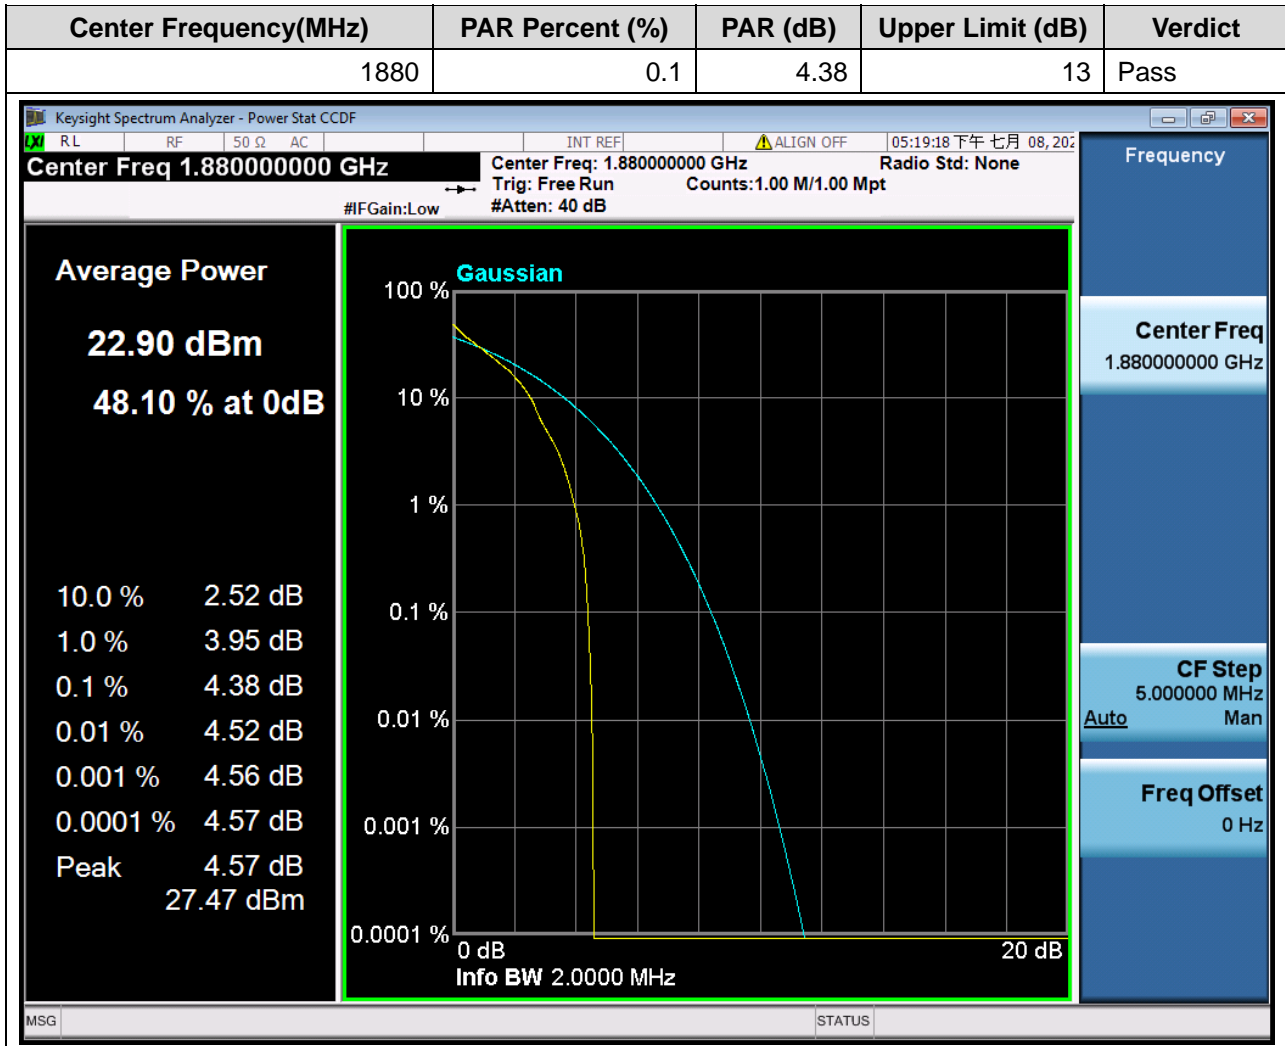 Center Frequency(MHz) PAR Percent (%) PAR (dB) Upper Limit (dB) Verdict
1880 0.1 4.38 13 Pass
Keysight Spectrum Analyzer - Power Stat CCDF
LXI RL RF 50 Ω AC INT REF ALIGN OFF 05:19:18 下午 七月 08, 202
Center Freq 1.880000000 GHz
Center Freq: 1.880000000 GHz Radio Std: None
Trig: Free Run Counts:1.00 M/1.00 Mpt
#IFGain:Low #Atten: 40 dB
Frequency
Average Power
22.90 dBm
48.10 % at 0dB
10.0 % 2.52 dB
1.0 % 3.95 dB
0.1 % 4.38 dB
0.01 % 4.52 dB
0.001 % 4.56 dB
0.0001 % 4.57 dB
Peak 4.57 dB
27.47 dBm
Gaussian
100 %
10 %
1 %
0.1 %
0.01 %
0.001 %
0.0001 %
0 dB 20 dB
Info BW 2.0000 MHz
Center Freq
1.880000000 GHz
CF Step
5.000000 MHz
Auto Man
Freq Offset
0 Hz
MSG STATUS